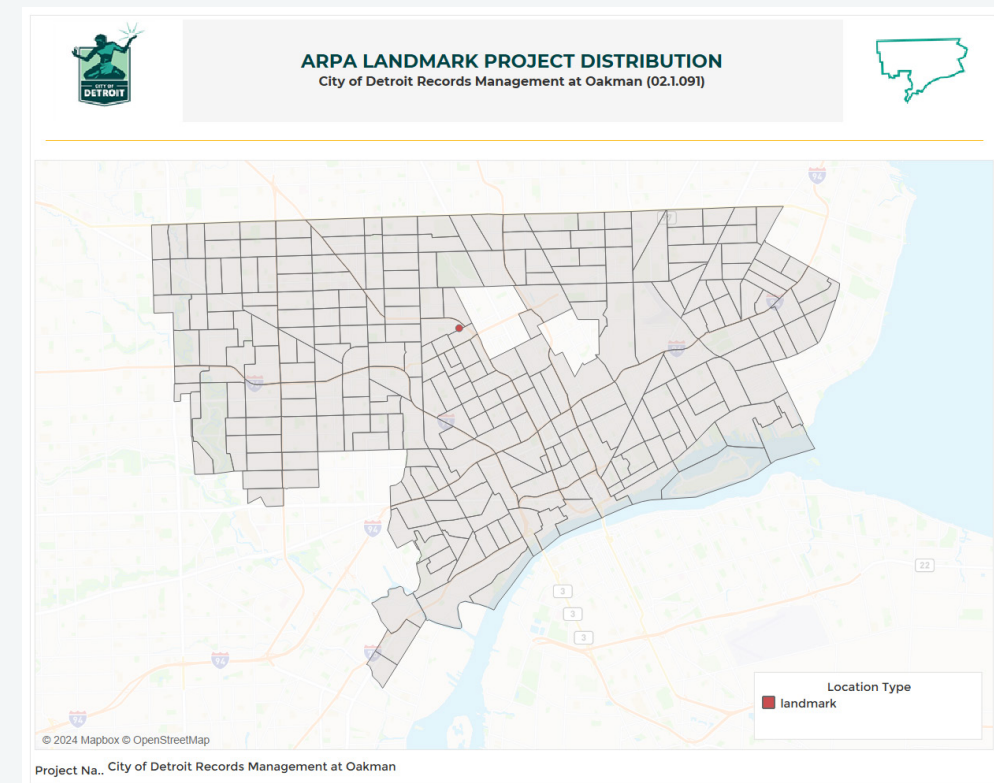 CITY OF
DETROIT
ARPA LANDMARK PROJECT DISTRIBUTION
City of Detroit Records Management at Oakman (02.1.091)
94
94
3
3
3
22
94
94
Location Type
landmark
© 2024 Mapbox © OpenStreetMap
Project Na.. City of Detroit Records Management at Oakman